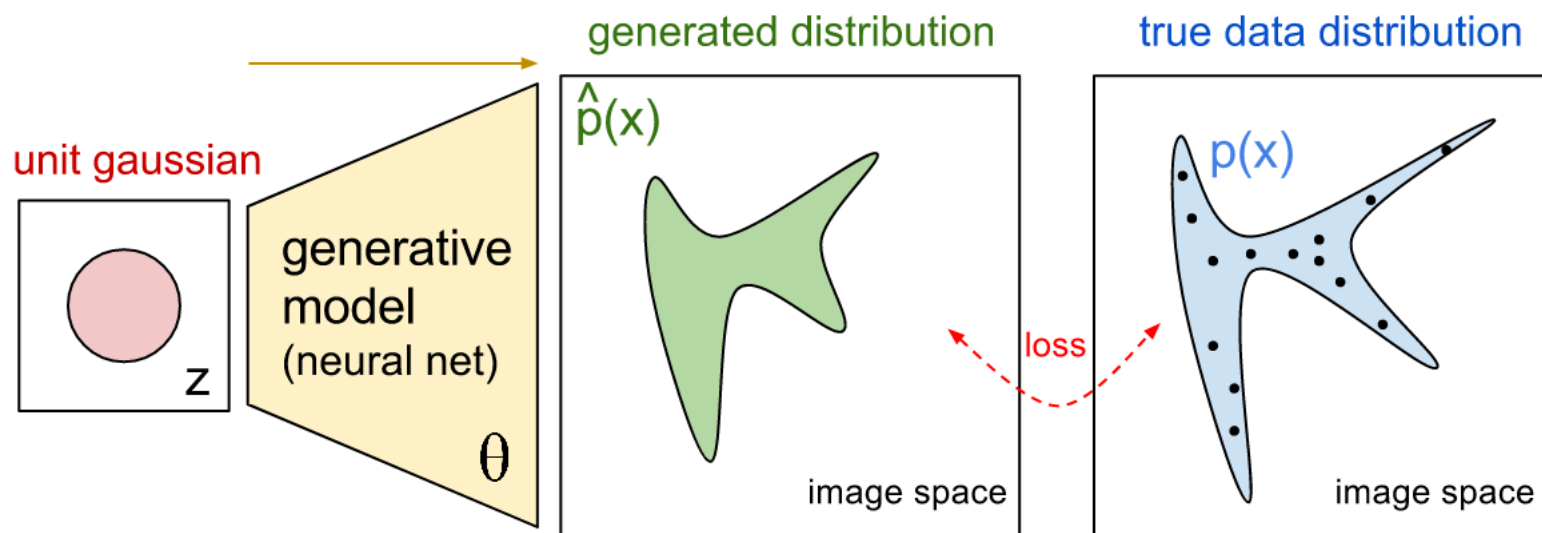 unit gaussian
z
generative
model
(neural net)
θ
generated distribution
p̂(x)
image space
loss
true data distribution
p(x)
image space